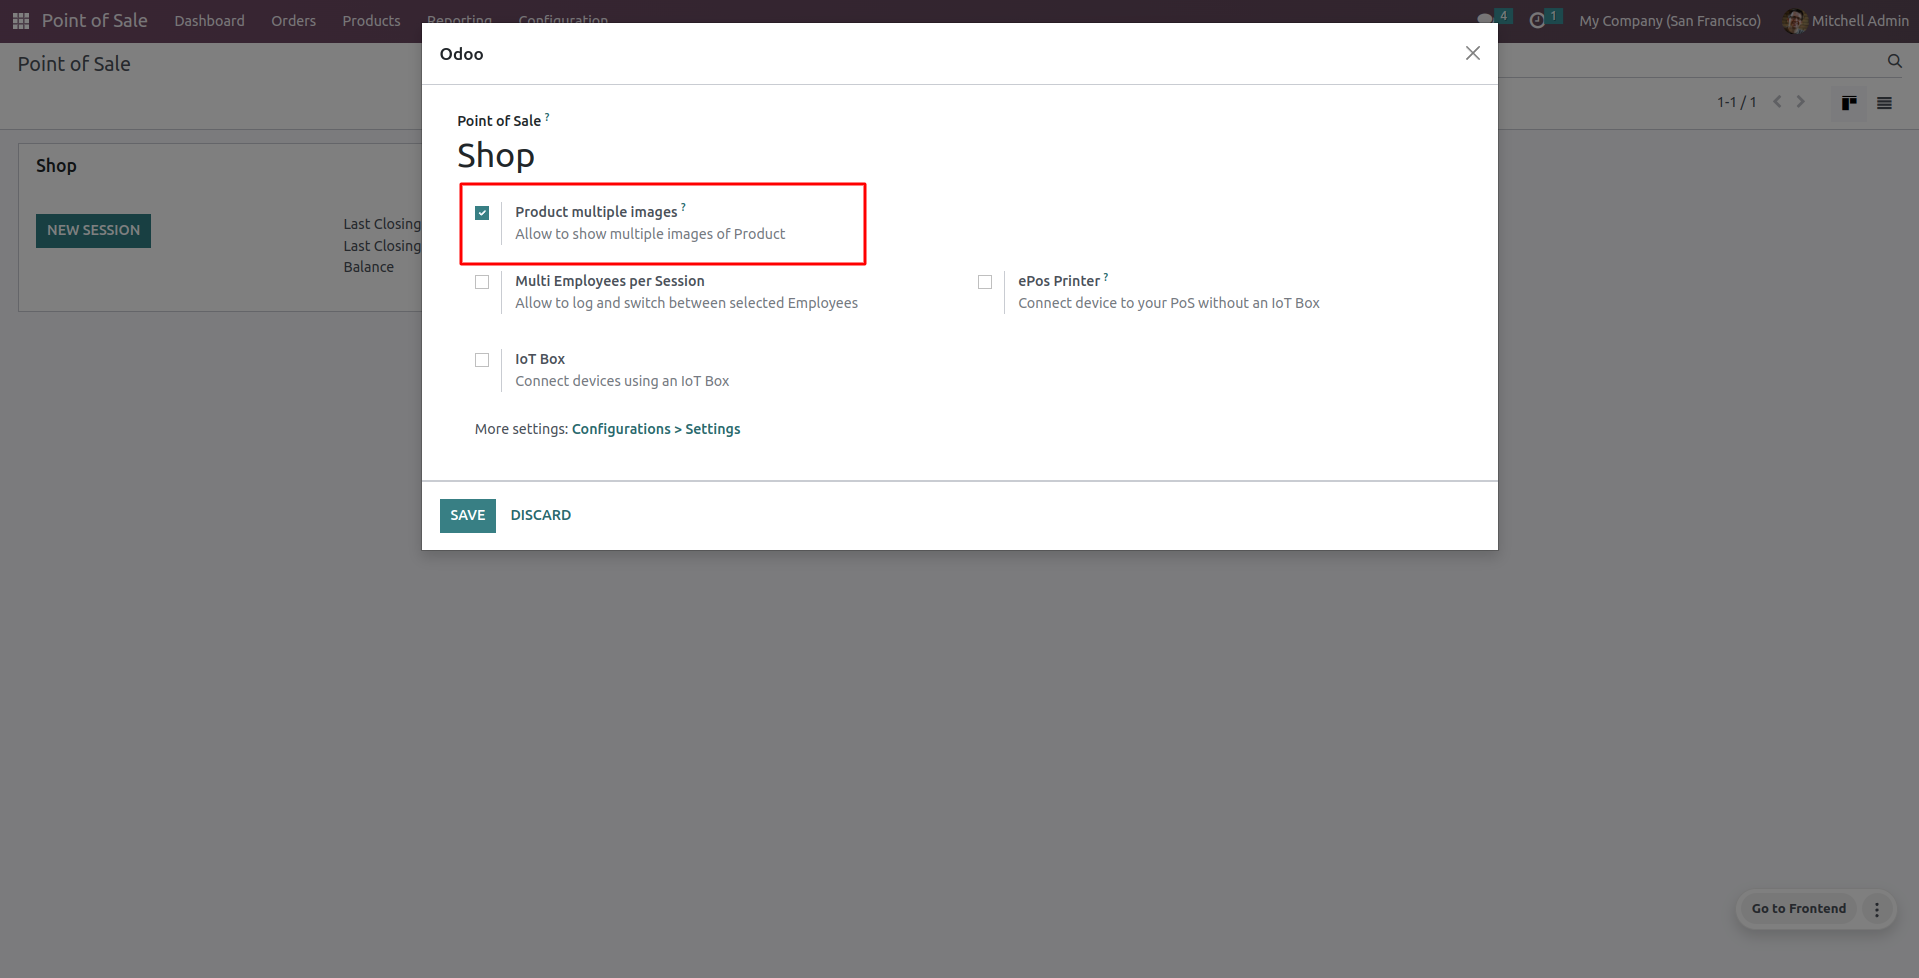 Point of Sale Dashboard Orders Products Reporting Configuration 4 1 My Company (San Francisco) Mitchell Admin
Point of Sale
1-1 / 1
Shop
NEW SESSION
Last Closing
Last Closing
Balance
Odoo
Point of Sale ?
Shop
Product multiple images ?
Allow to show multiple images of Product
Multi Employees per Session
Allow to log and switch between selected Employees
ePos Printer ?
Connect device to your PoS without an IoT Box
IoT Box
Connect devices using an IoT Box
More settings: Configurations > Settings
SAVE DISCARD
Go to Frontend